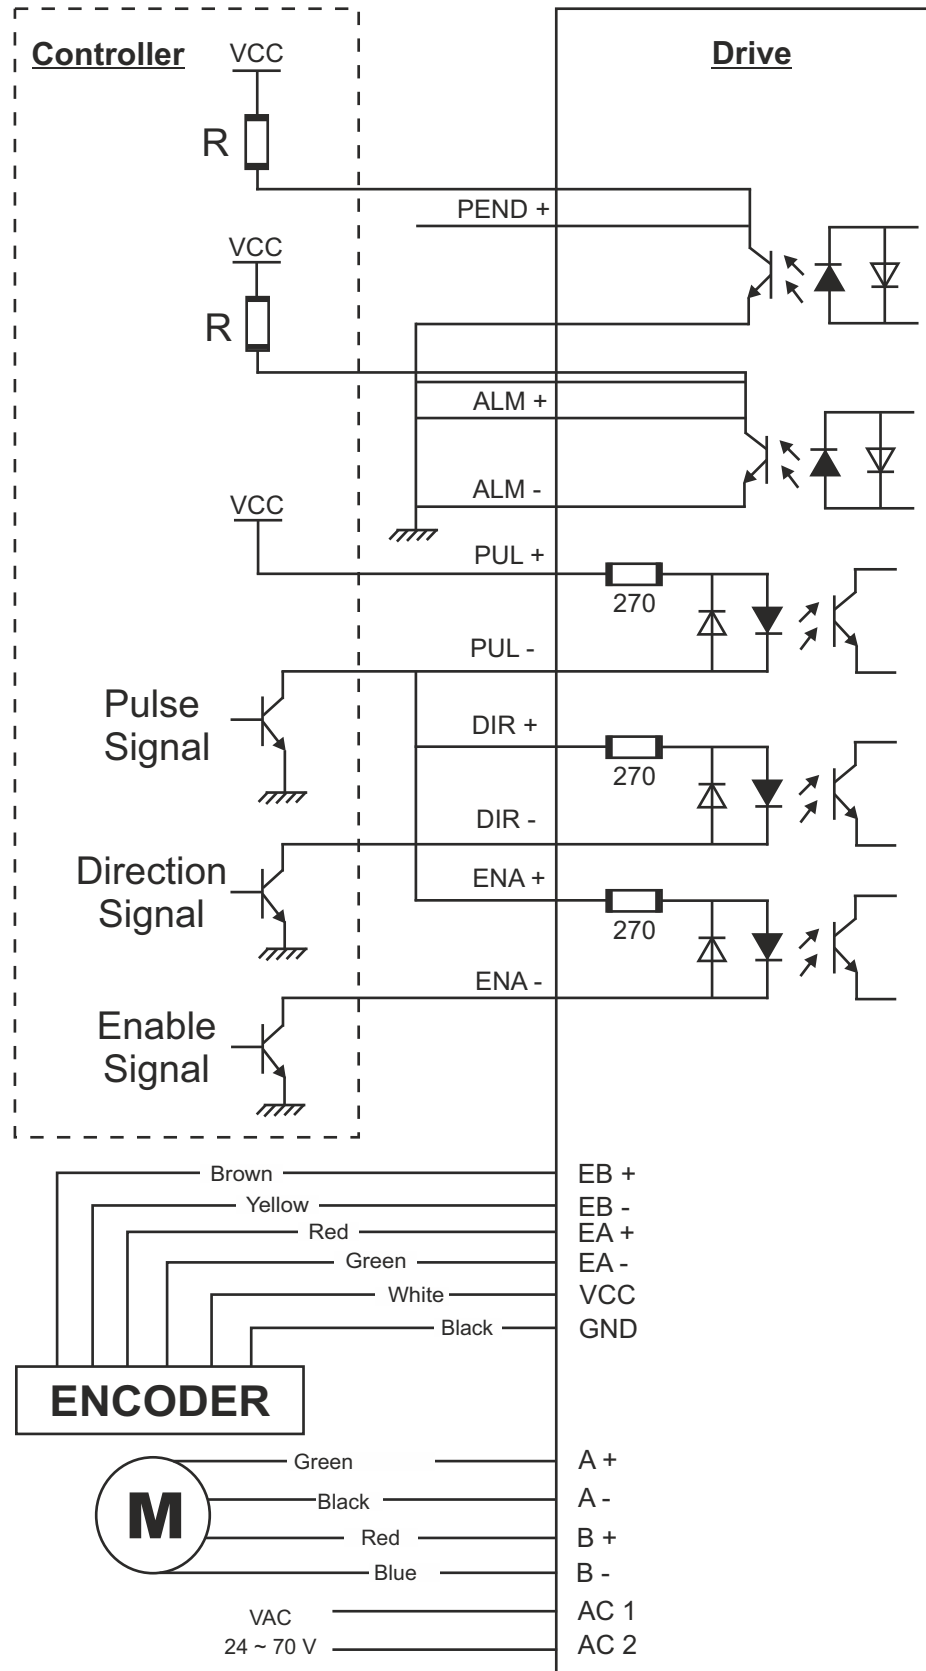 Controller
Drive
VCC
R
PEND +
VCC
R
ALM +
ALM -
VCC
PUL +
270
PUL -
Pulse
Signal
DIR +
270
DIR -
Direction
Signal
ENA +
270
ENA -
Enable
Signal
Brown EB +
Yellow EB -
Red EA +
Green EA -
White VCC
Black GND
ENCODER
Green A +
M
Black A -
Red B +
Blue B -
VAC
24 ~ 70 V
AC 1
AC 2